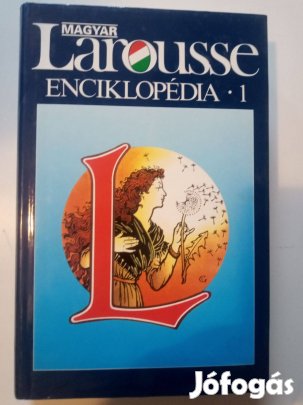 MAGYAR
Larousse
ENCIKLOPÉDIA · 1
L
Jófogás